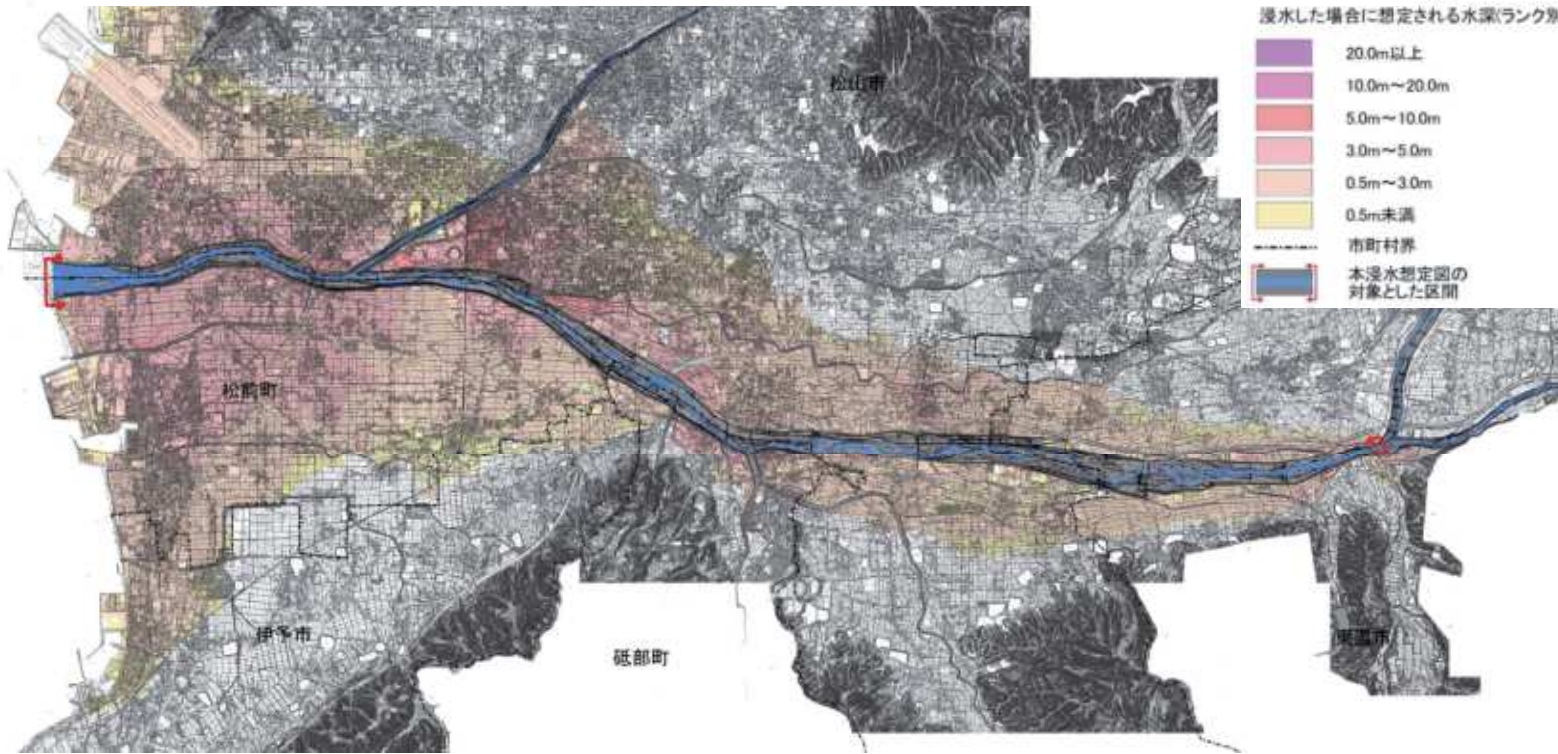 浸水した場合に想定される水深(ランク別
20.0m以上
10.0m～20.0m
5.0m～10.0m
3.0m～5.0m
0.5m～3.0m
0.5m未満
市町村界
本浸水想定図の
対象とした区間
松山市
松前町
伊予市
砥部町
東温市